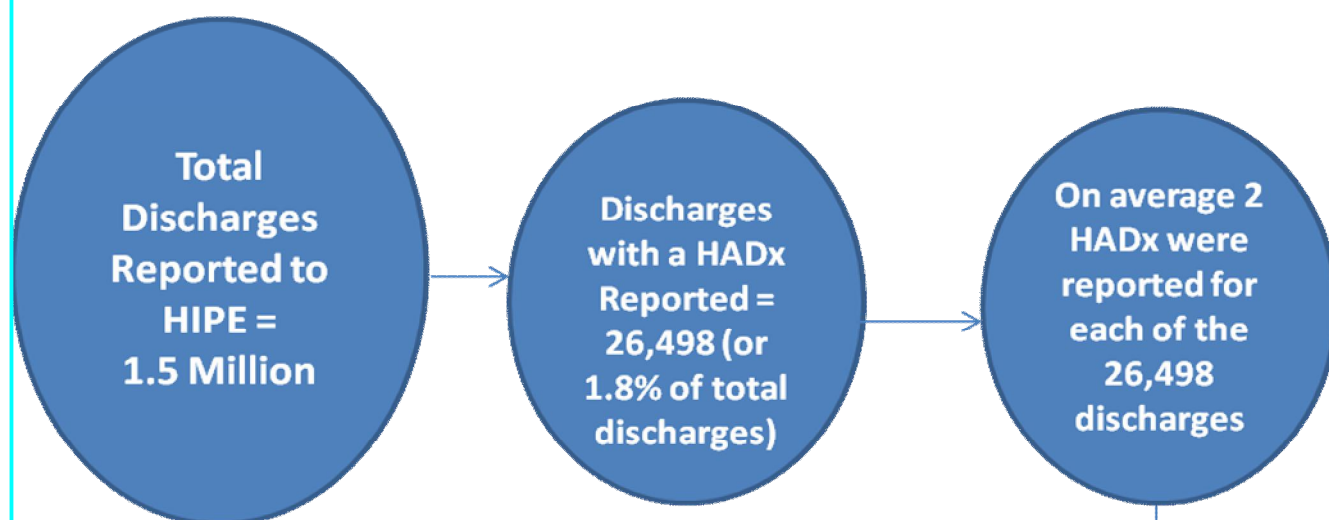 Total
Discharges
Reported to
HIPE =
1.5 Million
Discharges
with a HADx
Reported =
26,498 (or
1.8% of total
discharges)
On average 2
HADx were
reported for
each of the
26,498
discharges